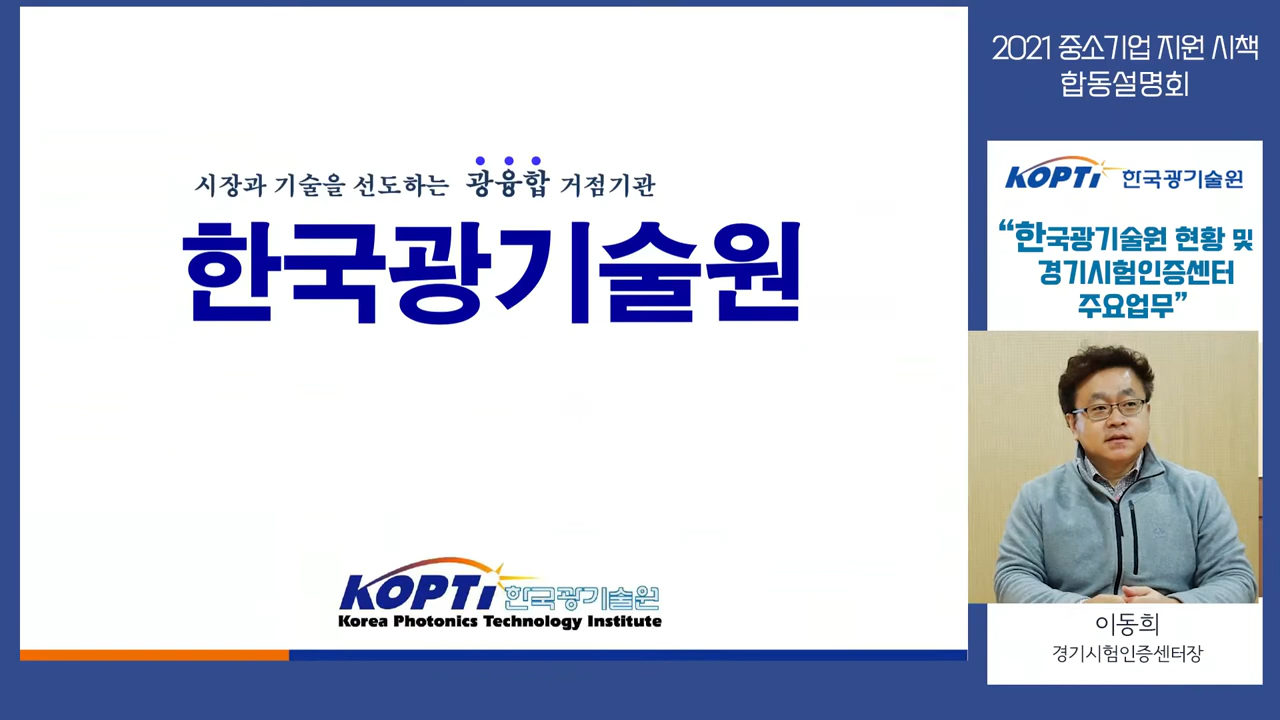 시장과 기술을 선도하는 광융합 거점기관
한국광기술원
KOPTi 한국광기술원
Korea Photonics Technology Institute
2021 중소기업 지원 시책
합동설명회
KOPTi 한국광기술원
“한국광기술원 현황 및
경기시험인증센터
주요업무”
이동희
경기시험인증센터장